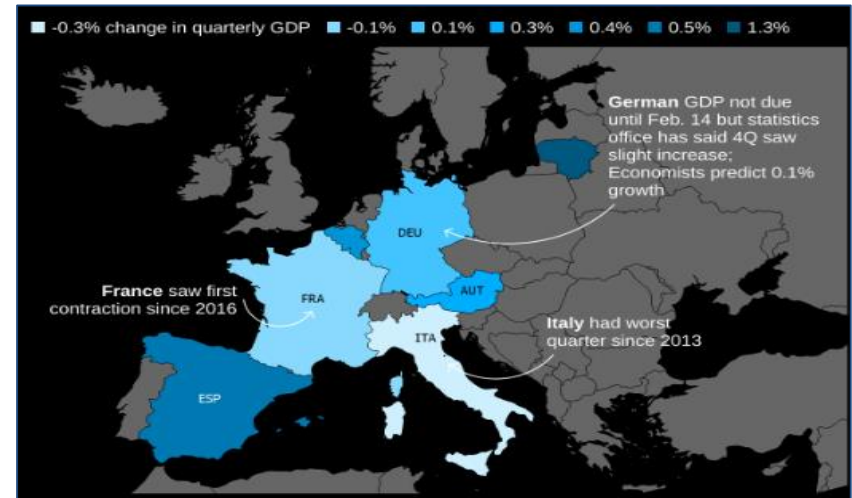 -0.3% change in quarterly GDP -0.1% 0.1% 0.3% 0.4% 0.5% 1.3%
German GDP not due
until Feb. 14 but statistics
office has said 4Q saw
slight increase;
Economists predict 0.1%
growth
DEU
France saw first
contraction since 2016
FRA
AUT
ITA
Italy had worst
quarter since 2013
ESP